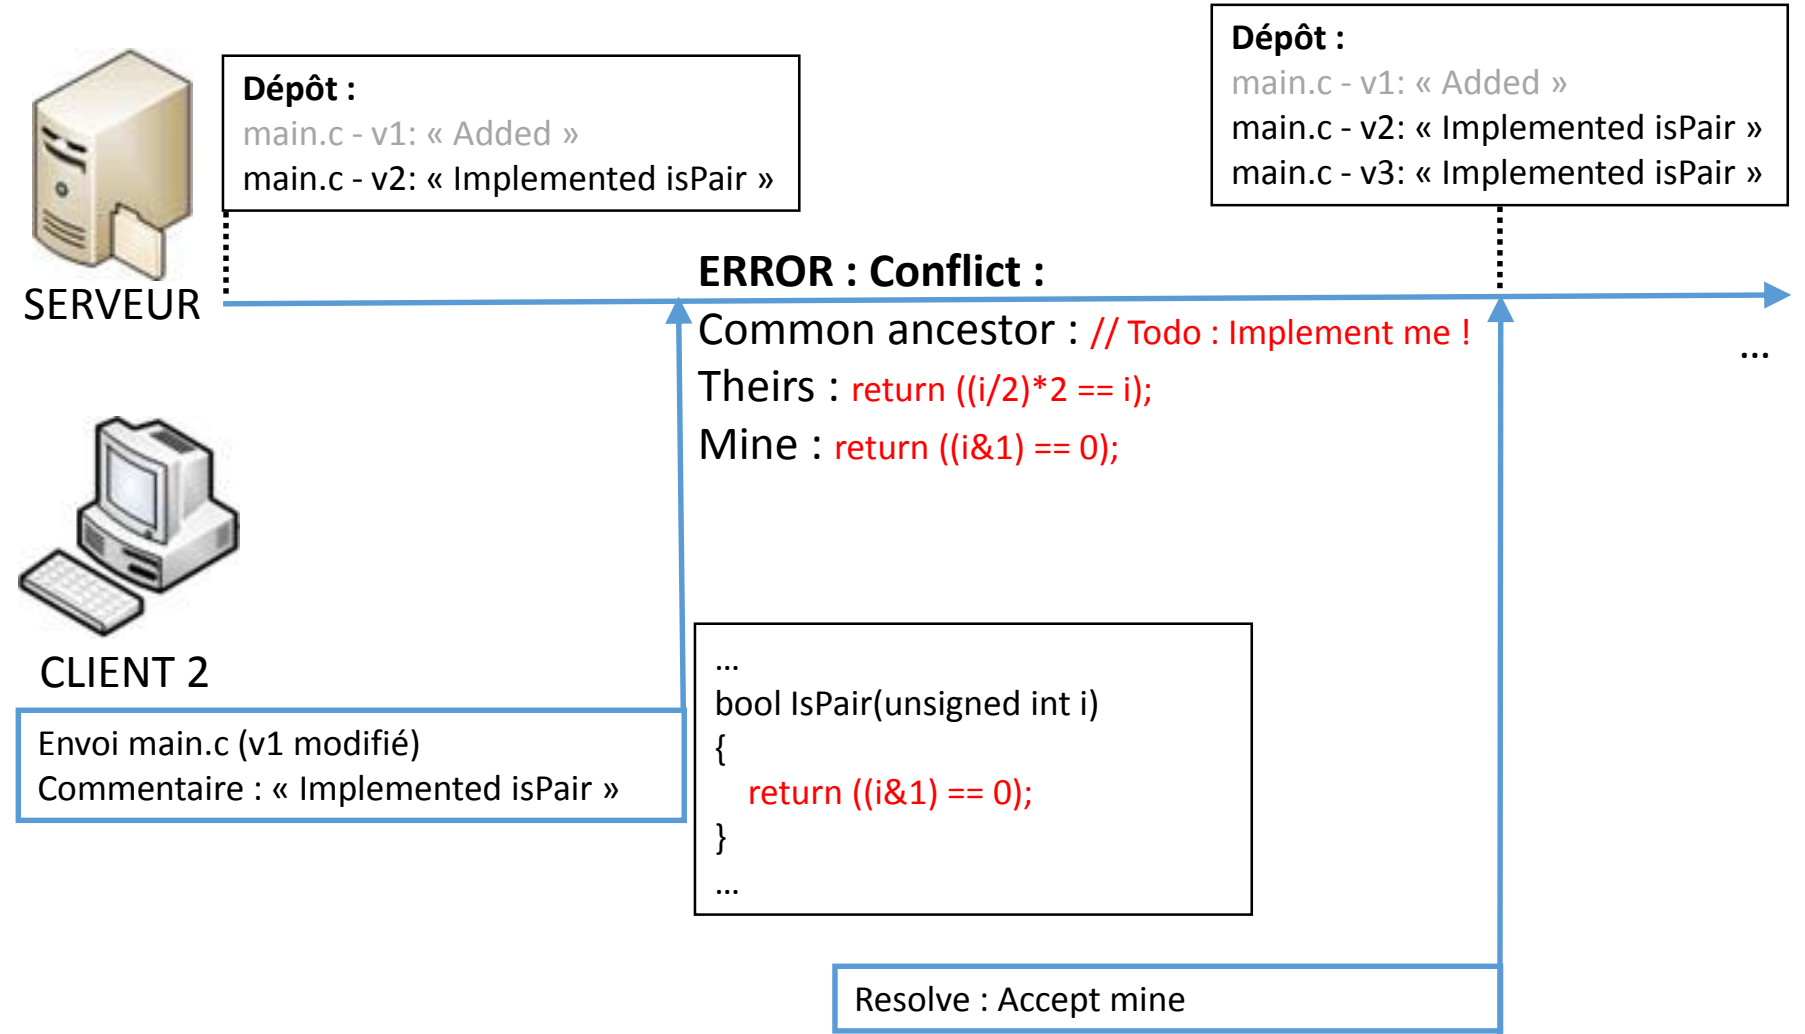 Dépôt :
main.c - v1: « Added »
main.c - v2: « Implemented isPair »
Dépôt :
main.c - v1: « Added »
main.c - v2: « Implemented isPair »
main.c - v3: « Implemented isPair »
SERVEUR
ERROR : Conflict :
Common ancestor : // Todo : Implement me !
Theirs : return ((i/2)*2 == i);
Mine : return ((i&1) == 0);
...
CLIENT 2
Envoi main.c (v1 modifié)
Commentaire : « Implemented isPair »
...
bool IsPair(unsigned int i)
{
return ((i&1) == 0);
}
...
Resolve : Accept mine